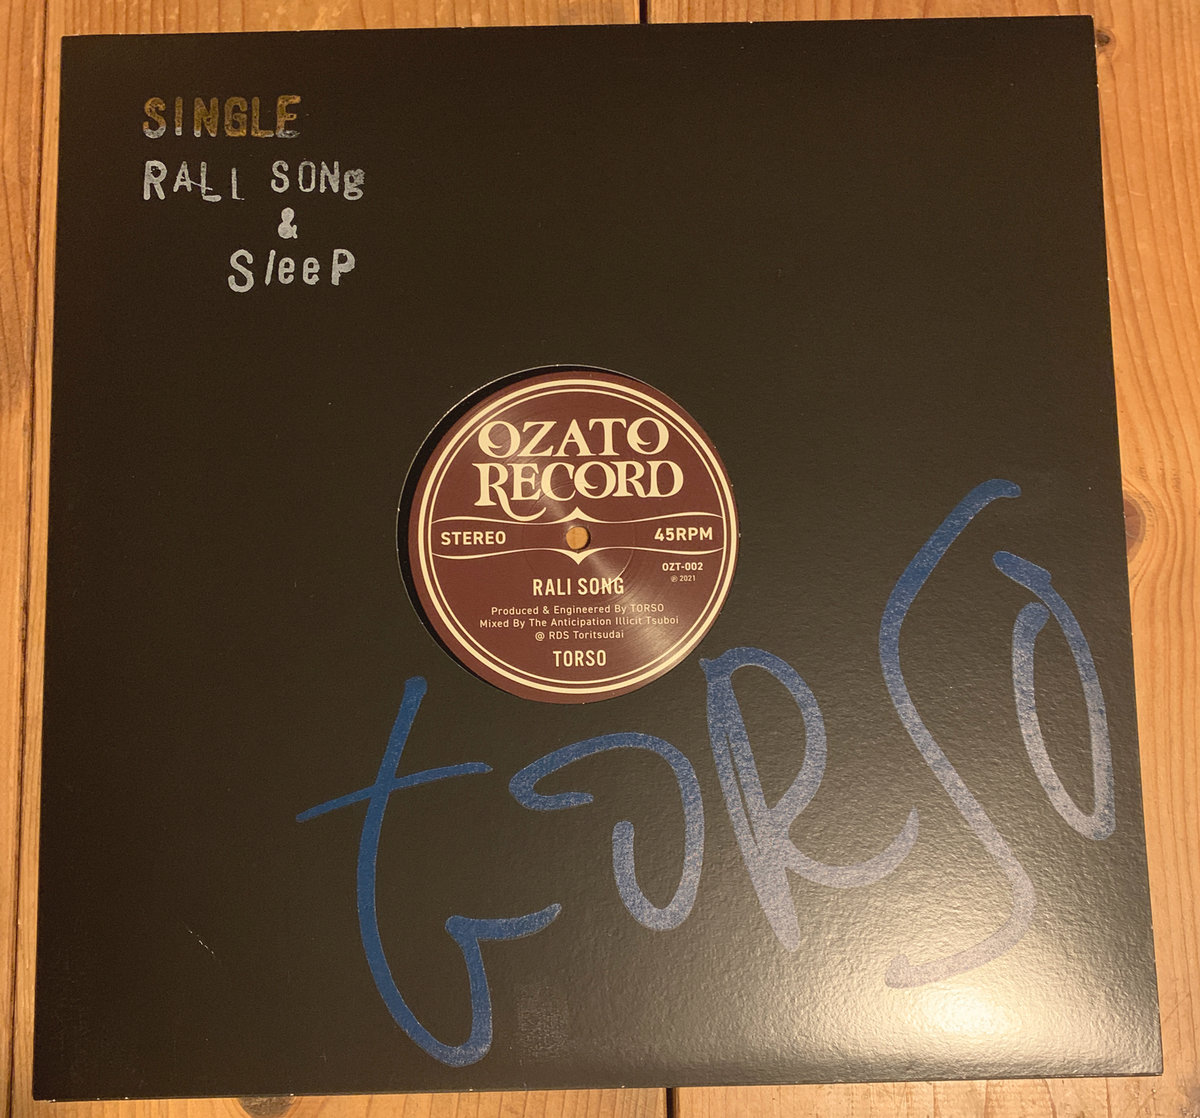 SINGLE
RALI SONg
&
SleeP
OZATO
RECORD
STEREO
45RPM
OZT-002
℗ 2021
RALI SONG
Produced & Engineered By TORSO
Mixed By The Anticipation Illicit Tsuboi
@ RDS Toritsudai
TORSO
tORSO